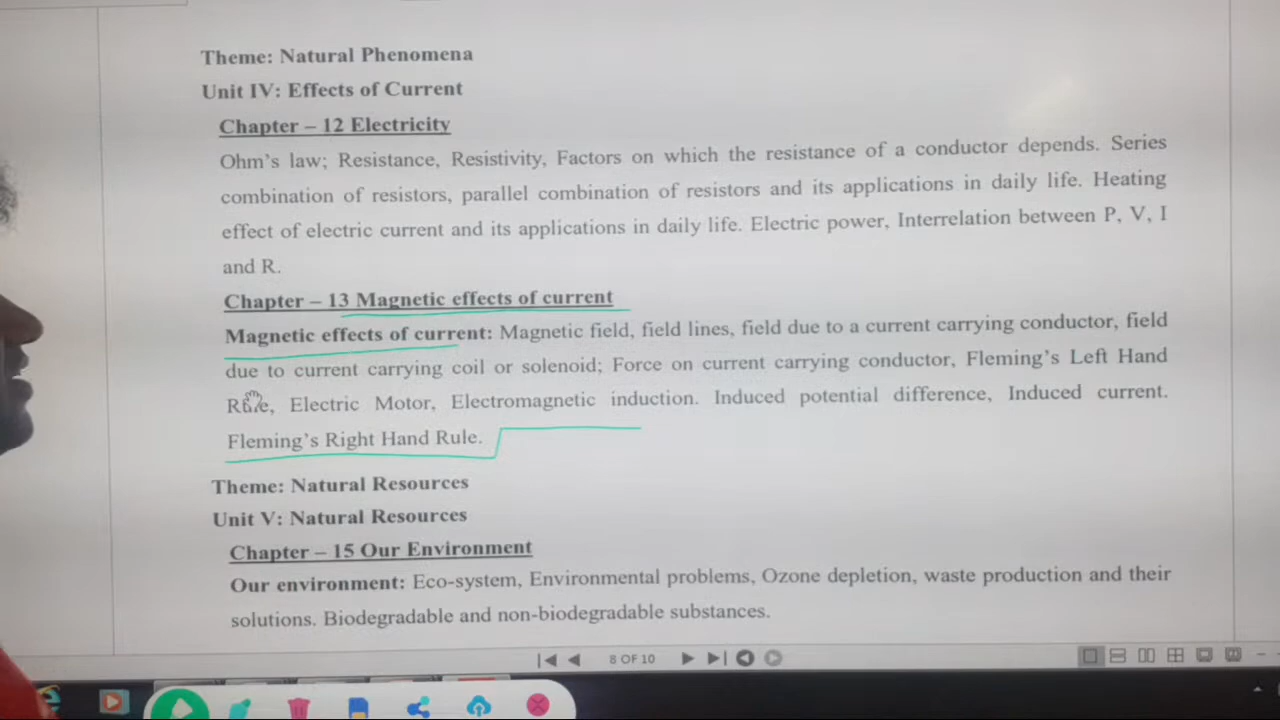 Theme: Natural Phenomena
Unit IV: Effects of Current
Chapter – 12 Electricity
Ohm's law; Resistance, Resistivity, Factors on which the resistance of a conductor depends. Series
combination of resistors, parallel combination of resistors and its applications in daily life. Heating
effect of electric current and its applications in daily life. Electric power, Interrelation between P, V, I
and R.
Chapter – 13 Magnetic effects of current
Magnetic effects of current: Magnetic field, field lines, field due to a current carrying conductor, field
due to current carrying coil or solenoid; Force on current carrying conductor, Fleming's Left Hand
Electric Motor, Electromagnetic induction. Induced potential difference, Induced current.
Fleming's Right Hand Rule.
Theme: Natural Resources
Unit V: Natural Resources
Chapter – 15 Our Environment
Our environment: Eco-system, Environmental problems, Ozone depletion, waste production and their
solutions. Biodegradable and non-biodegradable substances.
8 OF 10